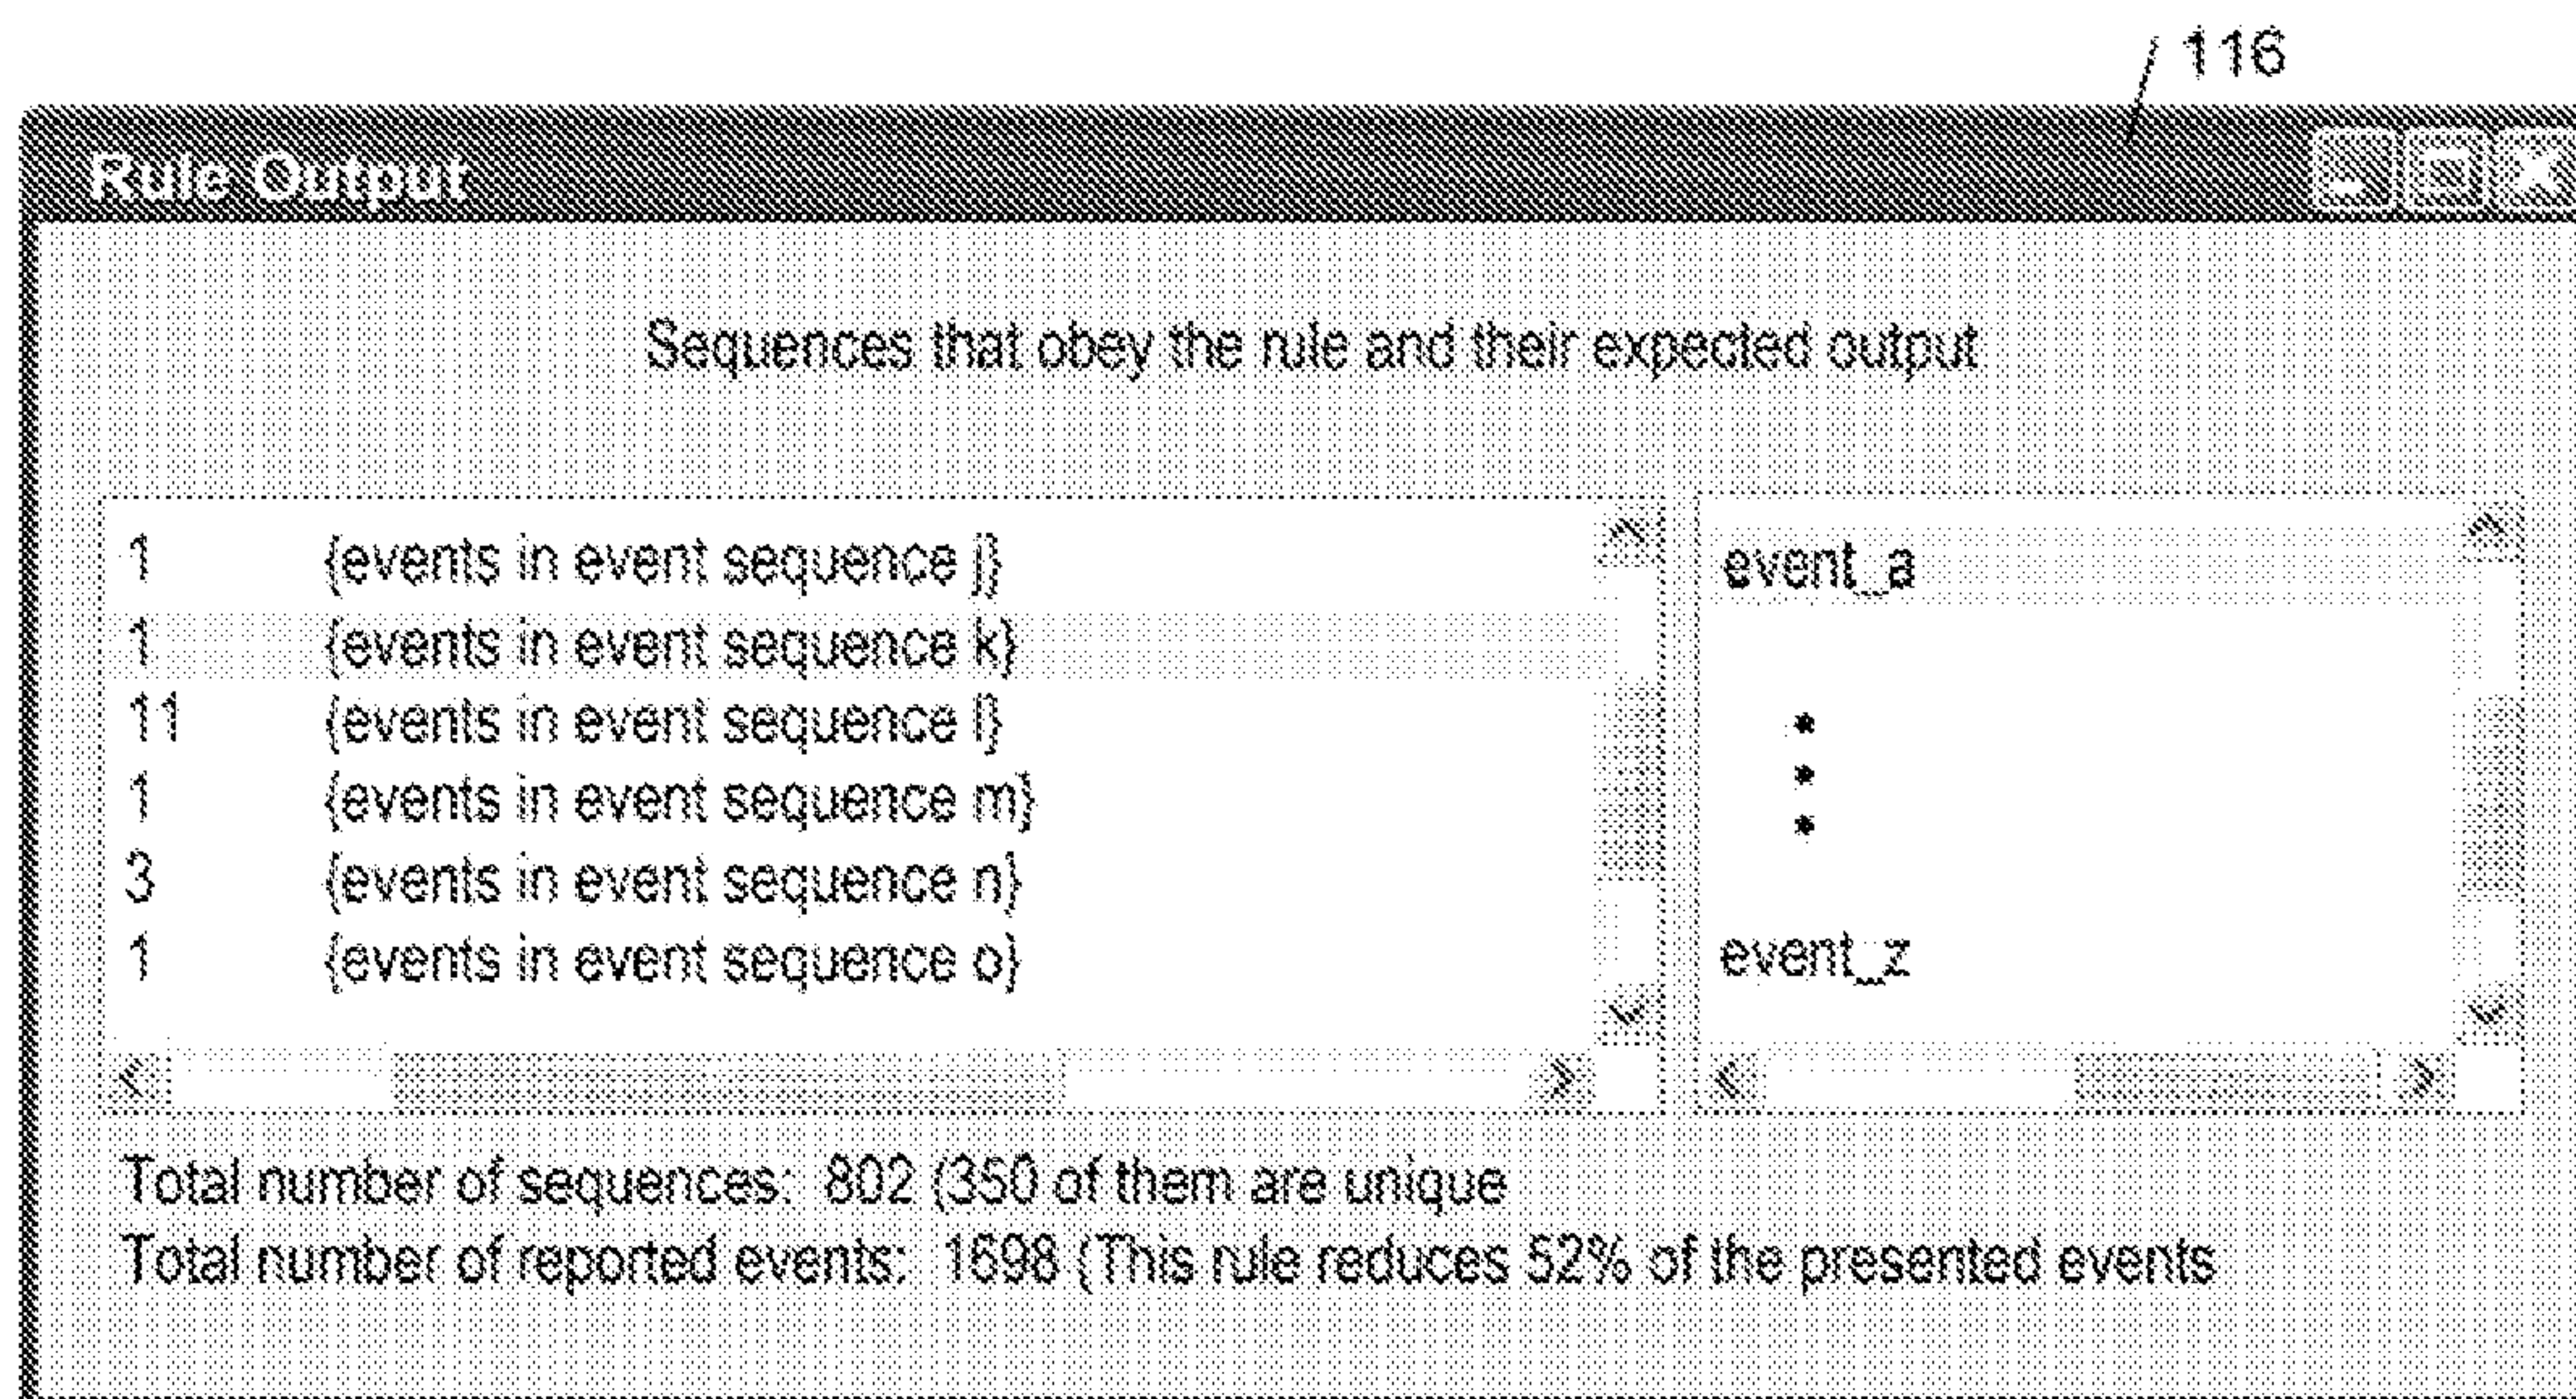 116
Rule Output
Sequences that obey the rule and their expected output
1 {events in event sequence j}
1 {events in event sequence k}
11 {events in event sequence l}
1 {events in event sequence m}
3 {events in event sequence n}
1 {events in event sequence o}
event_a
event_z
Total number of sequences: 802 (350 of them are unique
Total number of reported events: 1698 (This rule reduces 52% of the presented events